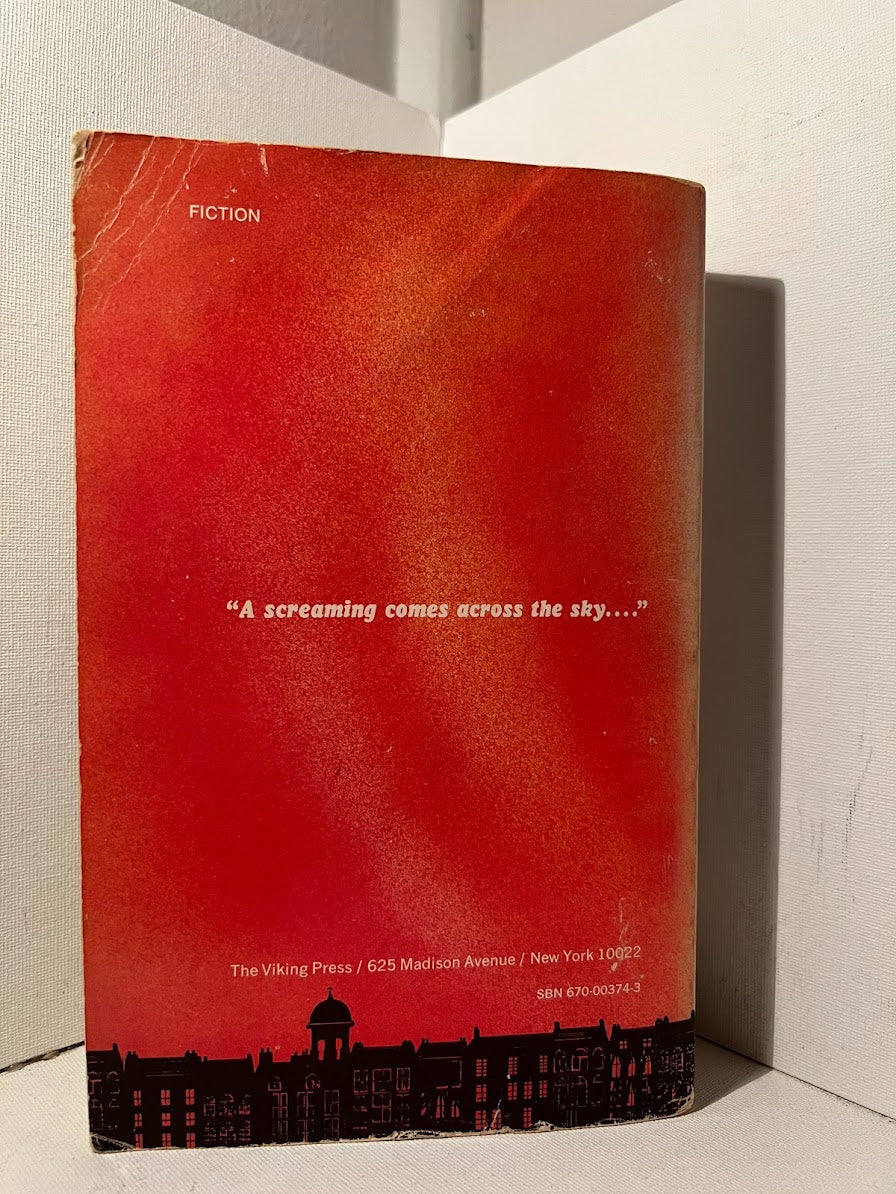 FICTION
“A screaming comes across the sky....”
The Viking Press / 625 Madison Avenue / New York 10022
SBN 670-00374-3